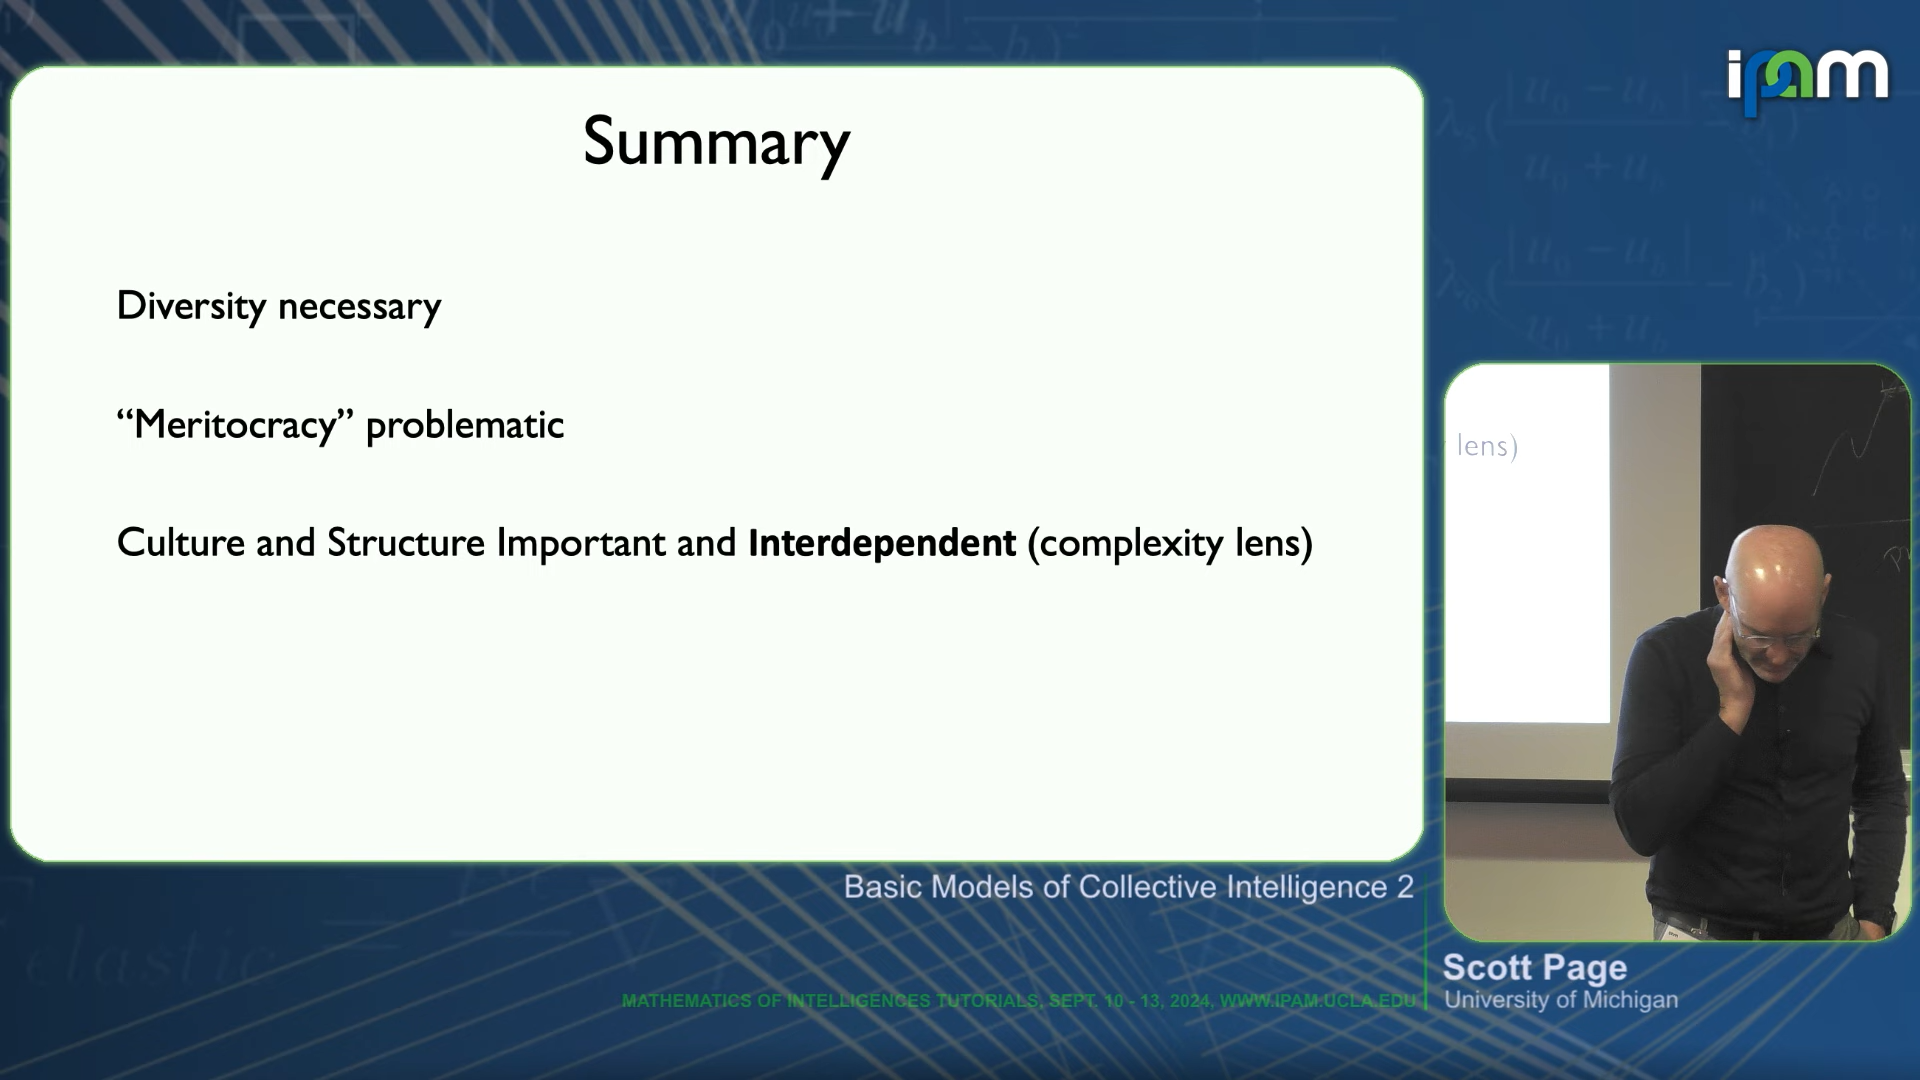 ipam
Summary
Diversity necessary
“Meritocracy” problematic
Culture and Structure Important and Interdependent (complexity lens)
lens)
Basic Models of Collective Intelligence 2
Scott Page
University of Michigan
MATHEMATICS OF INTELLIGENCES TUTORIALS, SEPT. 10 - 13, 2024, WWW.IPAM.UCLA.EDU
elastic